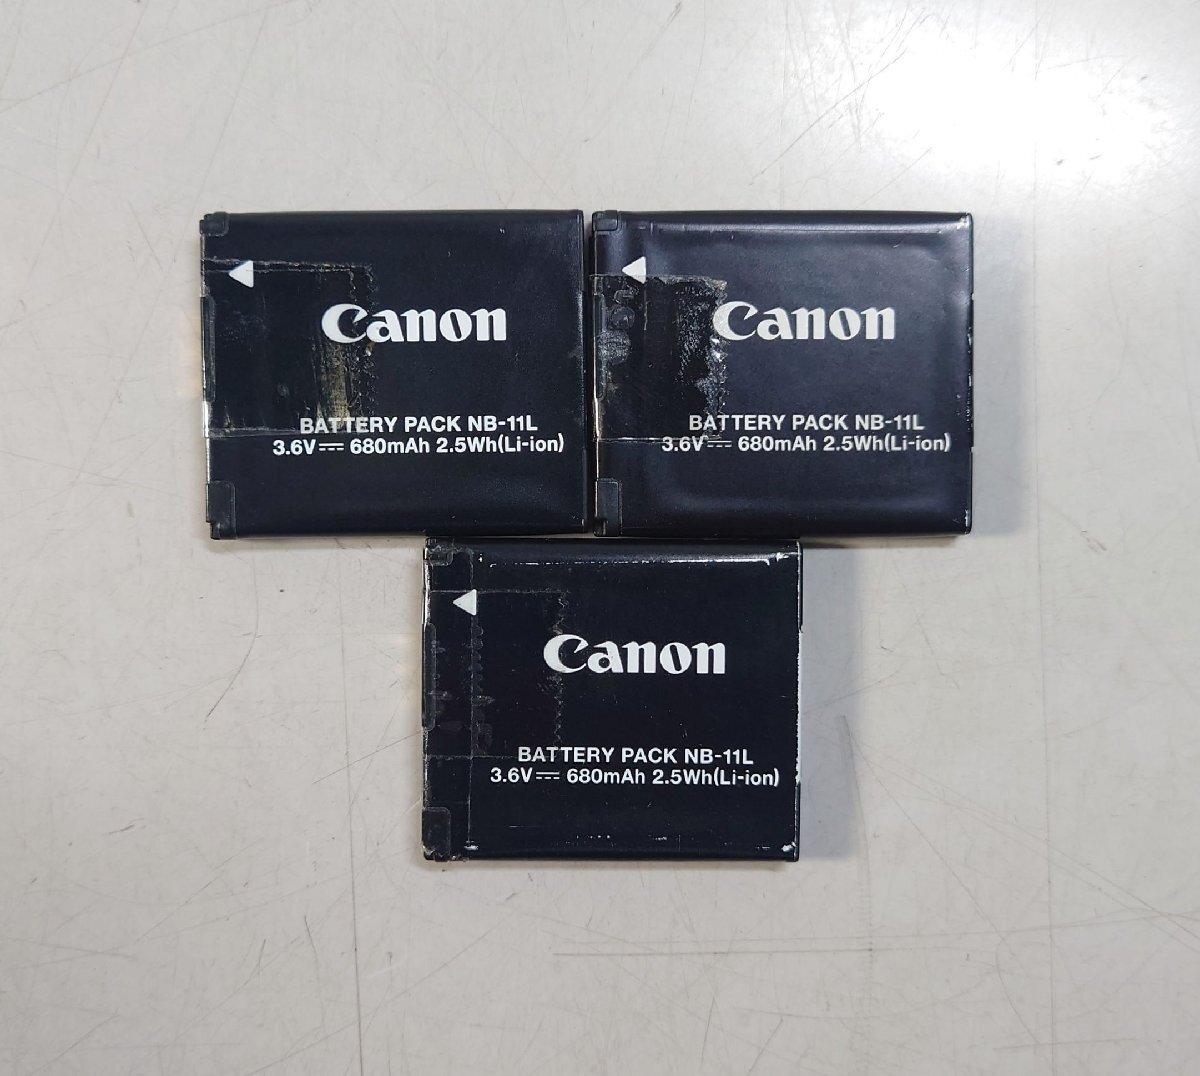 Canon
BATTERY PACK NB-11L
3.6V⎓ 680mAh 2.5Wh(Li-ion)
Canon
BATTERY PACK NB-11L
3.6V⎓ 680mAh 2.5Wh(Li-ion)
Canon
BATTERY PACK NB-11L
3.6V⎓ 680mAh 2.5Wh(Li-ion)